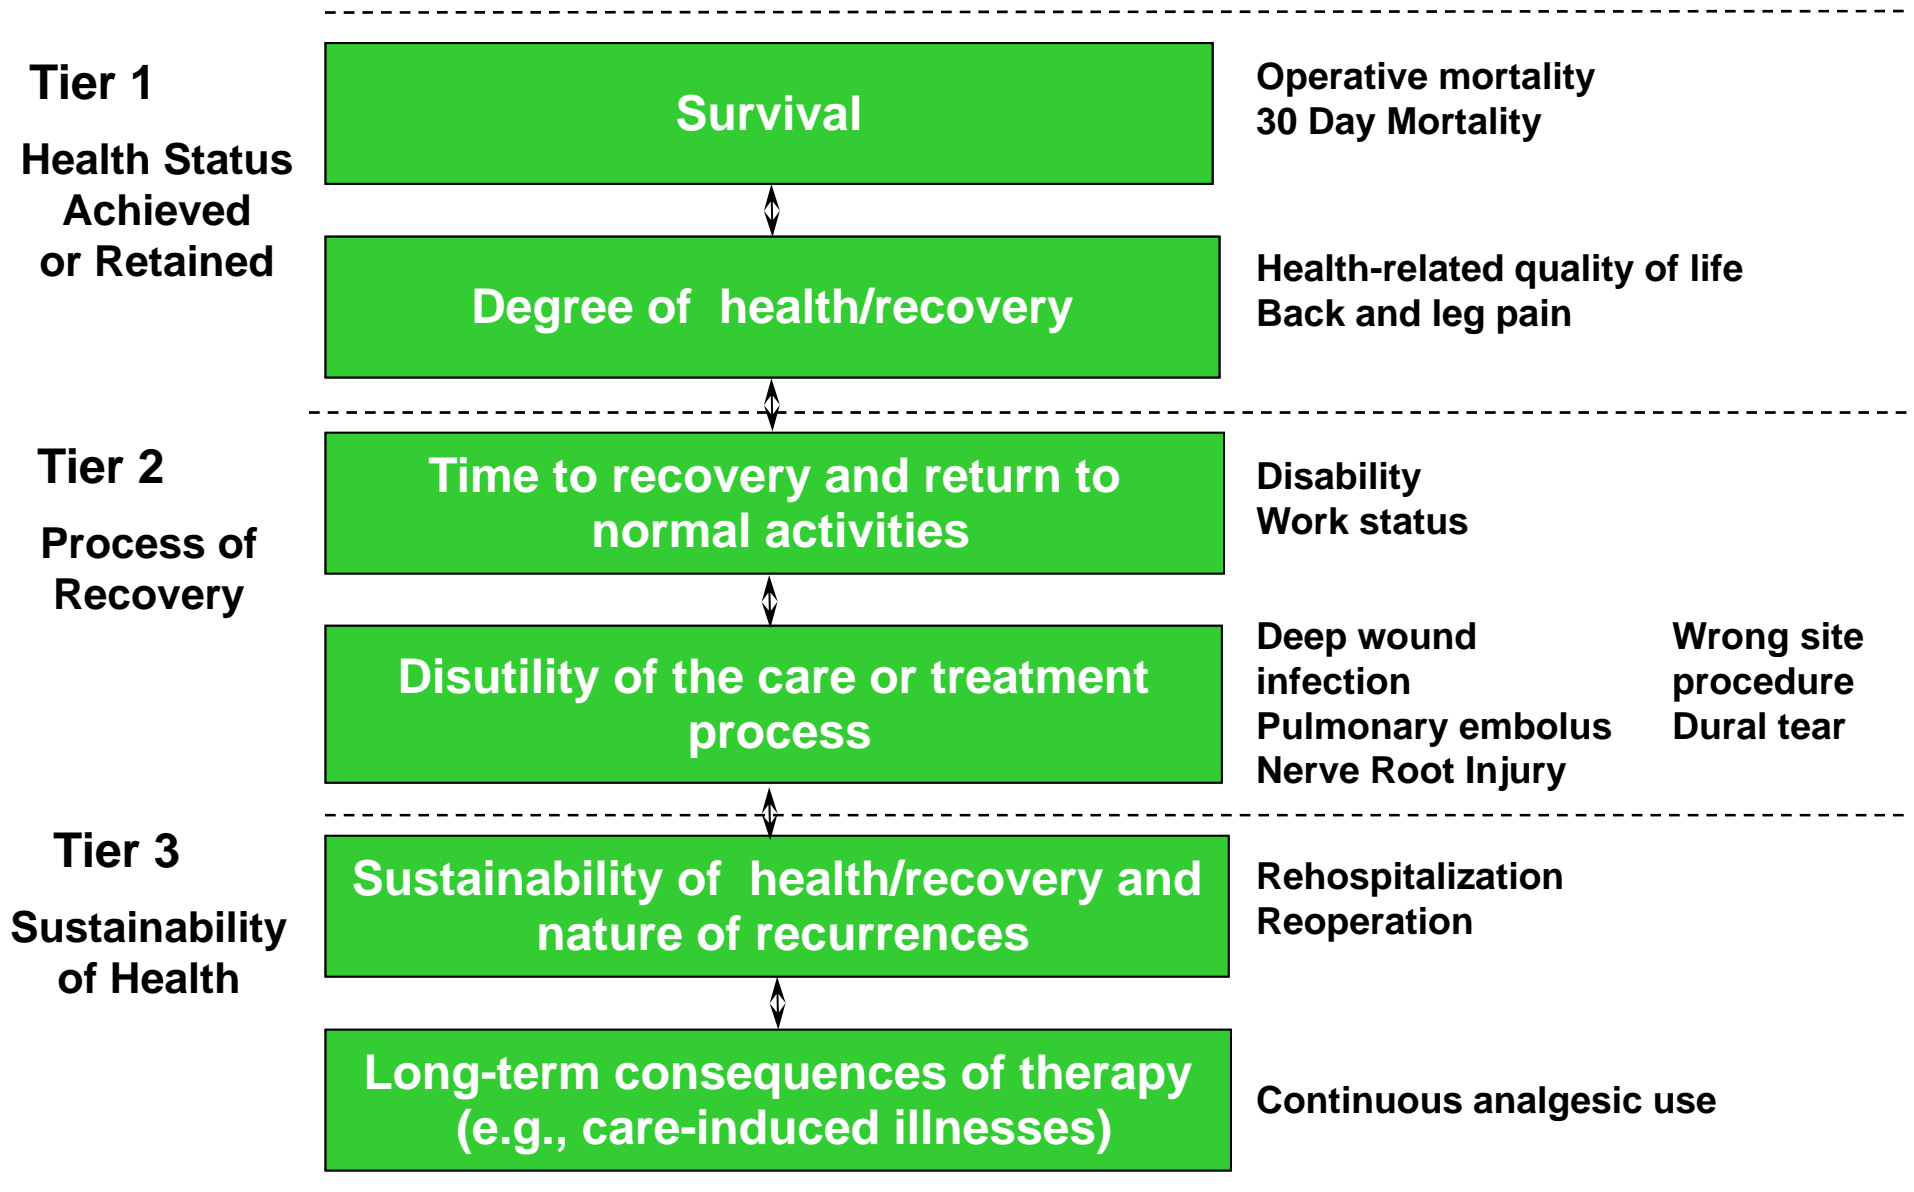 Tier 1
Health Status
Achieved
or Retained
Survival
Operative mortality
30 Day Mortality
Degree of  health/recovery
Health-related quality of life
Back and leg pain
Tier 2
Process of
Recovery
Time to recovery and return to
normal activities
Disability
Work status
Disutility of the care or treatment
process
Deep wound
infection
Pulmonary embolus
Nerve Root Injury
Wrong site
procedure
Dural tear
Tier 3
Sustainability
of Health
Sustainability of  health/recovery and
nature of recurrences
Rehospitalization
Reoperation
Long-term consequences of therapy
(e.g., care-induced illnesses)
Continuous analgesic use